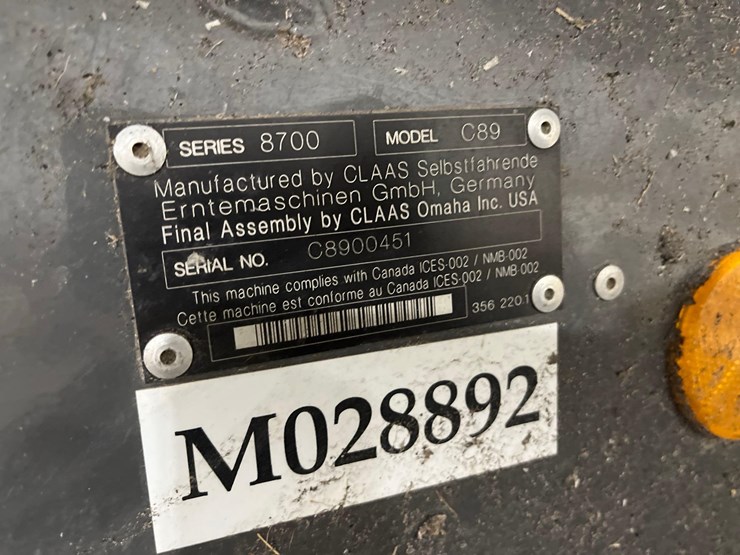 SERIES 8700 MODEL C89
Manufactured by CLAAS Selbstfahrende
Erntemaschinen GmbH, Germany
Final Assembly by CLAAS Omaha Inc. USA
SERIAL NO. C8900451
This machine complies with Canada ICES-002 / NMB-002
Cette machine est conforme au Canada ICES-002 / NMB-002
356 220.1
M028892